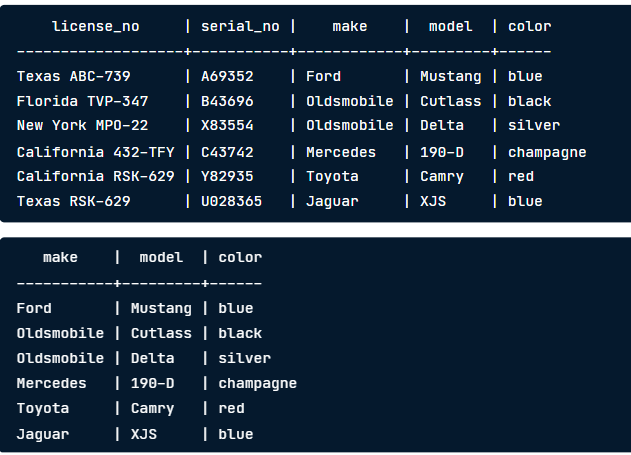 license_no | serial_no | make | model | color
-------------------+-----------+------------+---------+------
Texas ABC-739 | A69352 | Ford | Mustang | blue
Florida TVP-347 | B43696 | Oldsmobile | Cutlass | black
New York MPO-22 | X83554 | Oldsmobile | Delta | silver
California 432-TFY | C43742 | Mercedes | 190-D | champagne
California RSK-629 | Y82935 | Toyota | Camry | red
Texas RSK-629 | U028365 | Jaguar | XJS | blue
make | model | color
-----------+---------+------
Ford | Mustang | blue
Oldsmobile | Cutlass | black
Oldsmobile | Delta | silver
Mercedes | 190-D | champagne
Toyota | Camry | red
Jaguar | XJS | blue